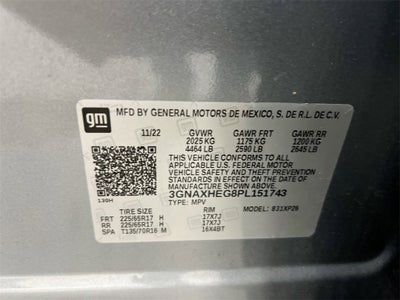 gm
MFD BY GENERAL MOTORS DE MEXICO, S. DE R.L. DE C.V.
11/22 GVWR GAWR FRT GAWR RR
2025 KG 1175 KG 1200 KG
4464 LB 2590 LB 2645 LB
THIS VEHICLE CONFORMS TO ALL
APPLICABLE U.S. FEDERAL MOTOR
VEHICLE SAFETY AND THEFT
PREVENTION STANDARDS IN EFFECT ON
THE DATE OF MANUFACTURE SHOWN ABOVE.
3GNAXHEG8PL151743
130H TYPE: MPV MODEL: 831XP26
TIRE SIZE RIM
FRT 225/65R17 H 17X7J
RR 225/65R17 H 17X7J
SPA T135/70R16 M 16X4BT